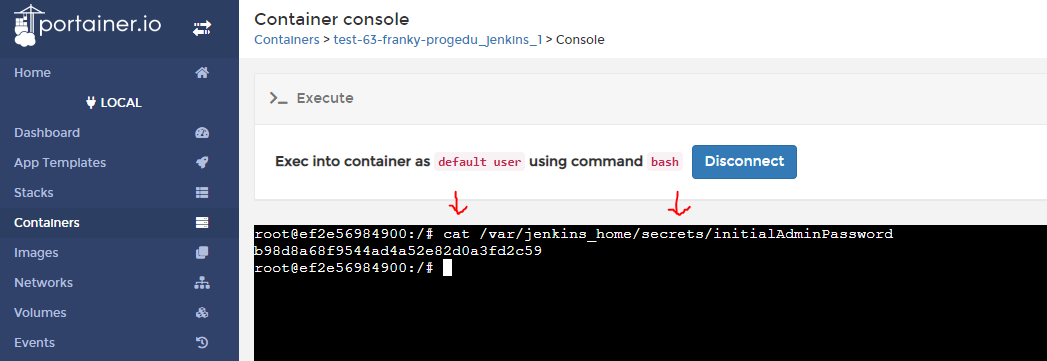 portainer.io
Home
LOCAL
Dashboard
App Templates
Stacks
Containers
Images
Networks
Volumes
Events
Container console
Containers > test-63-franky-progedu_jenkins_1 > Console
>_ Execute
Exec into container as default user using command bash Disconnect
root@ef2e56984900:/# cat /var/jenkins_home/secrets/initialAdminPassword
b98d8a68f9544ad4a52e82d0a3fd2c59
root@ef2e56984900:/#